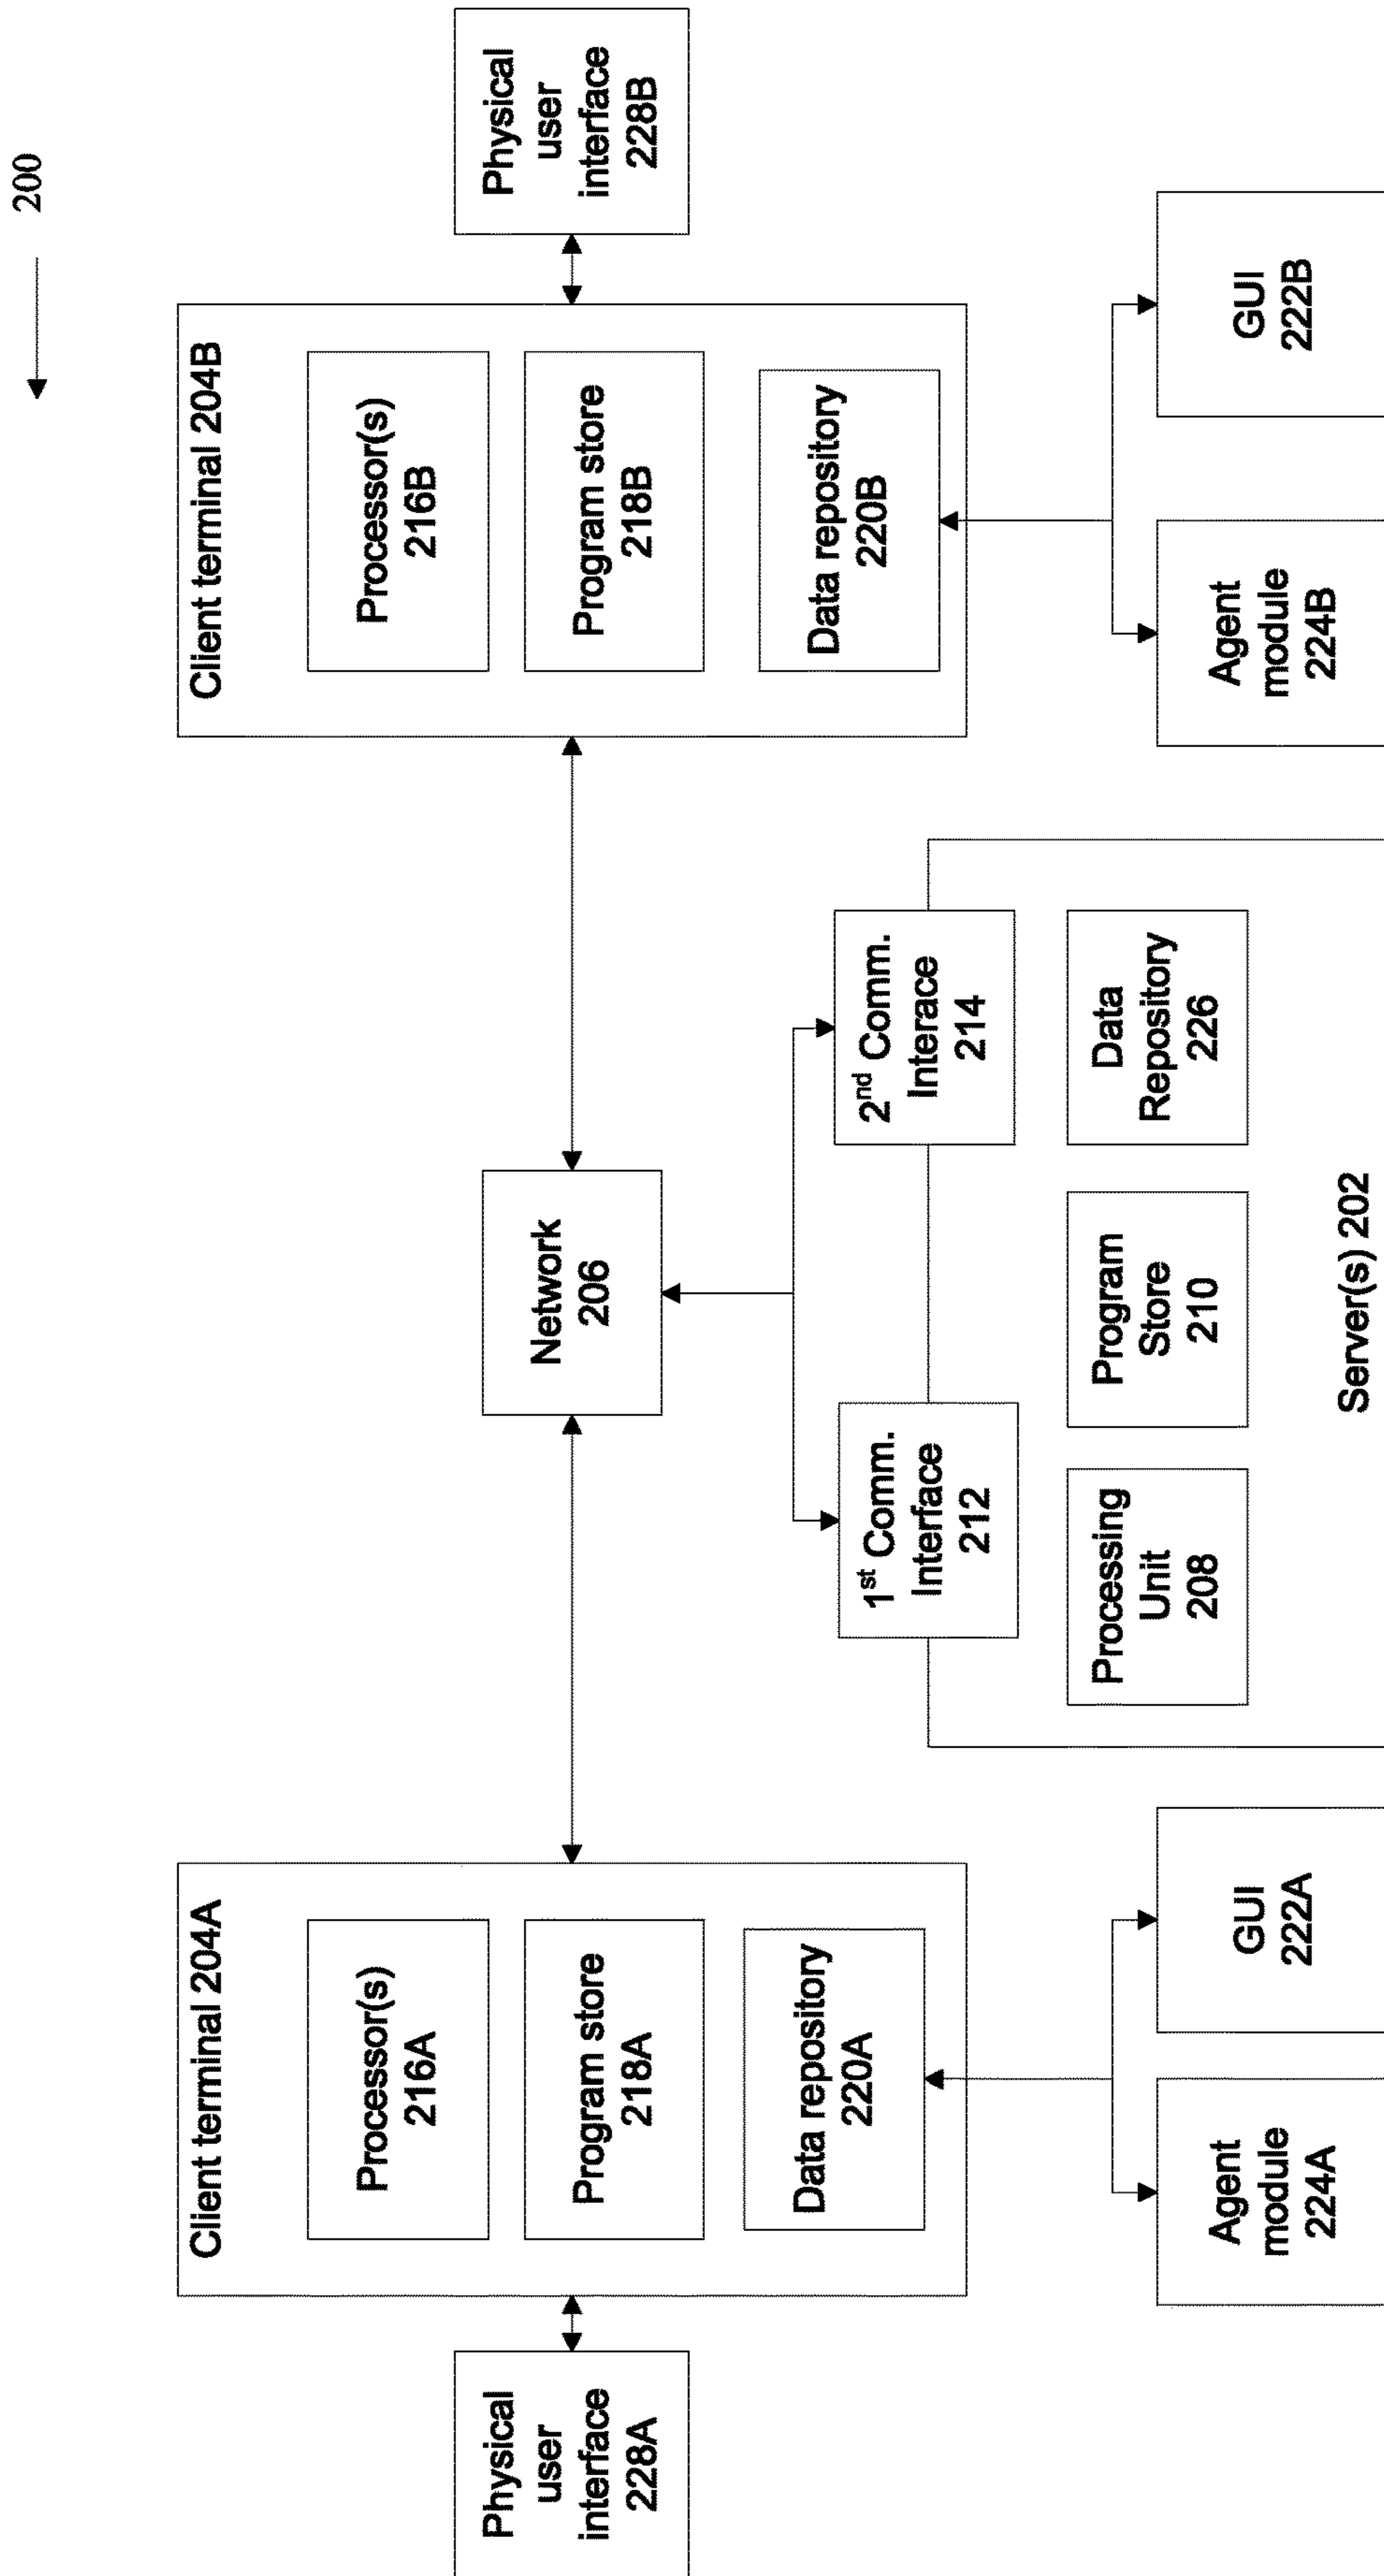 200
Physical
user
interface
228A
Client terminal 204A
Processor(s)
216A
Program store
218A
Data repository
220A
Agent
module
224A
GUI
222A
Network
206
1st Comm.
Interface
212
2nd Comm.
Interace
214
Processing
Unit
208
Program
Store
210
Data
Repository
226
Server(s) 202
Client terminal 204B
Processor(s)
216B
Program store
218B
Data repository
220B
Agent
module
224B
GUI
222B
Physical
user
interface
228B